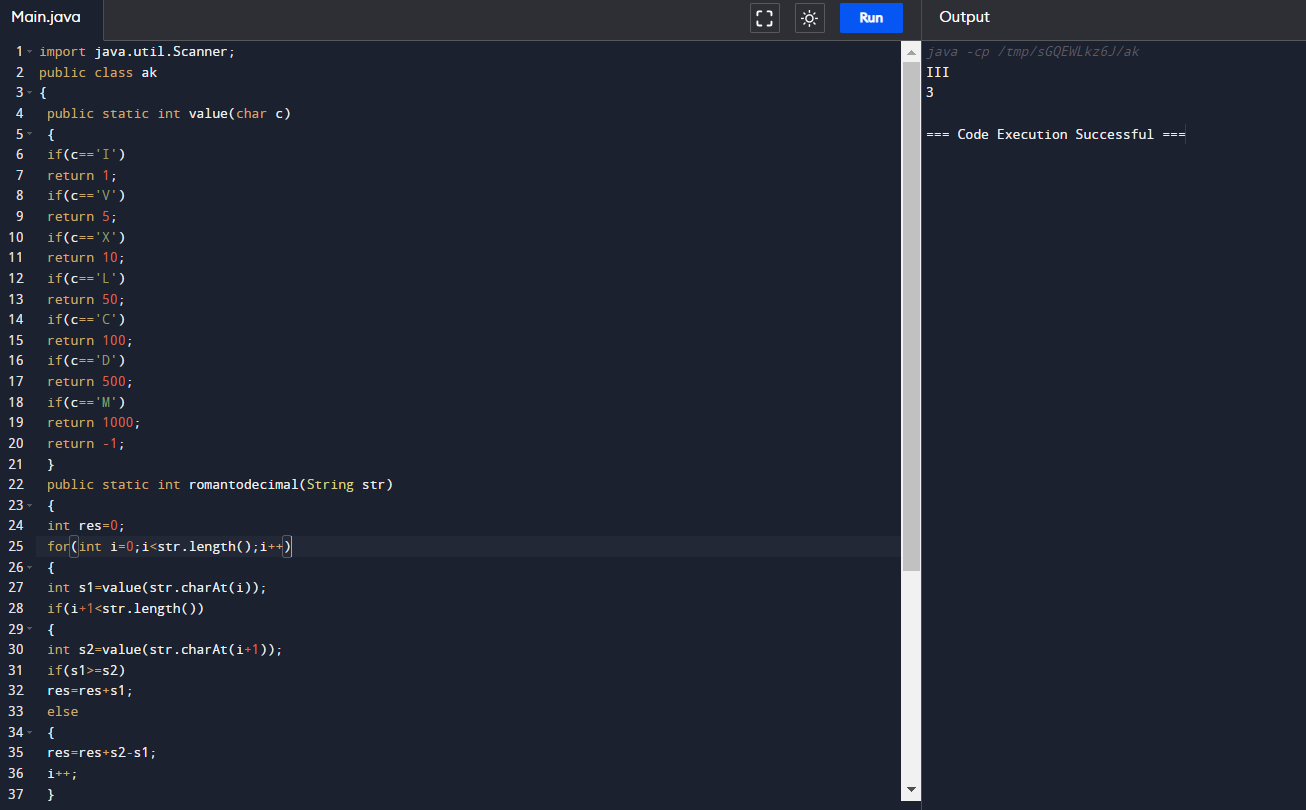 Main.java
Run
Output
1 import java.util.Scanner;
2 public class ak
3 {
4 public static int value(char c)
5 {
6 if(c=='I')
7 return 1;
8 if(c=='V')
9 return 5;
10 if(c=='X')
11 return 10;
12 if(c=='L')
13 return 50;
14 if(c=='C')
15 return 100;
16 if(c=='D')
17 return 500;
18 if(c=='M')
19 return 1000;
20 return -1;
21 }
22 public static int romantodecimal(String str)
23 {
24 int res=0;
25 for(int i=0;i<str.length();i++)
26 {
27 int s1=value(str.charAt(i));
28 if(i+1<str.length())
29 {
30 int s2=value(str.charAt(i+1));
31 if(s1>=s2)
32 res=res+s1;
33 else
34 {
35 res=res+s2-s1;
36 i++;
37 }
java -cp /tmp/sGQEWLkz6J/ak
III
3
=== Code Execution Successful ===